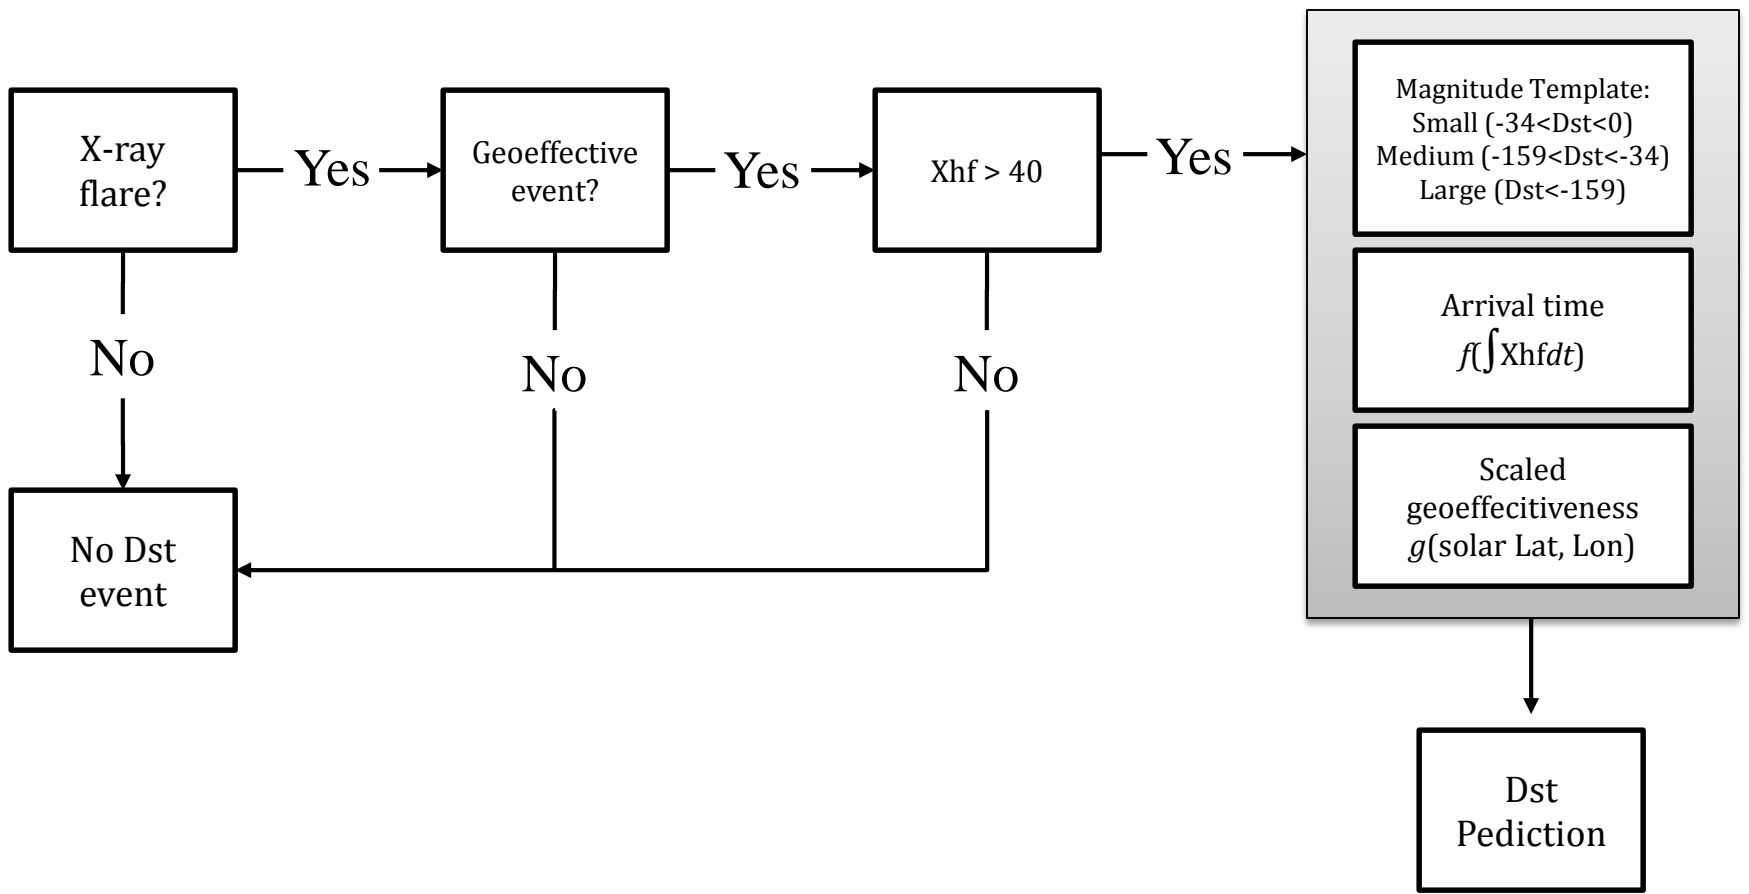 X-ray
flare?
Yes
Geoeffective
event?
Yes
Xhf > 40
Yes
Magnitude Template:
Small (-34<Dst<0)
Medium (-159<Dst<-34)
Large (Dst<-159)
Arrival time
f(∫Xhfdt)
Scaled
geoeffecitiveness
g(solar Lat, Lon)
No
No
No
No Dst
event
Dst
Pediction